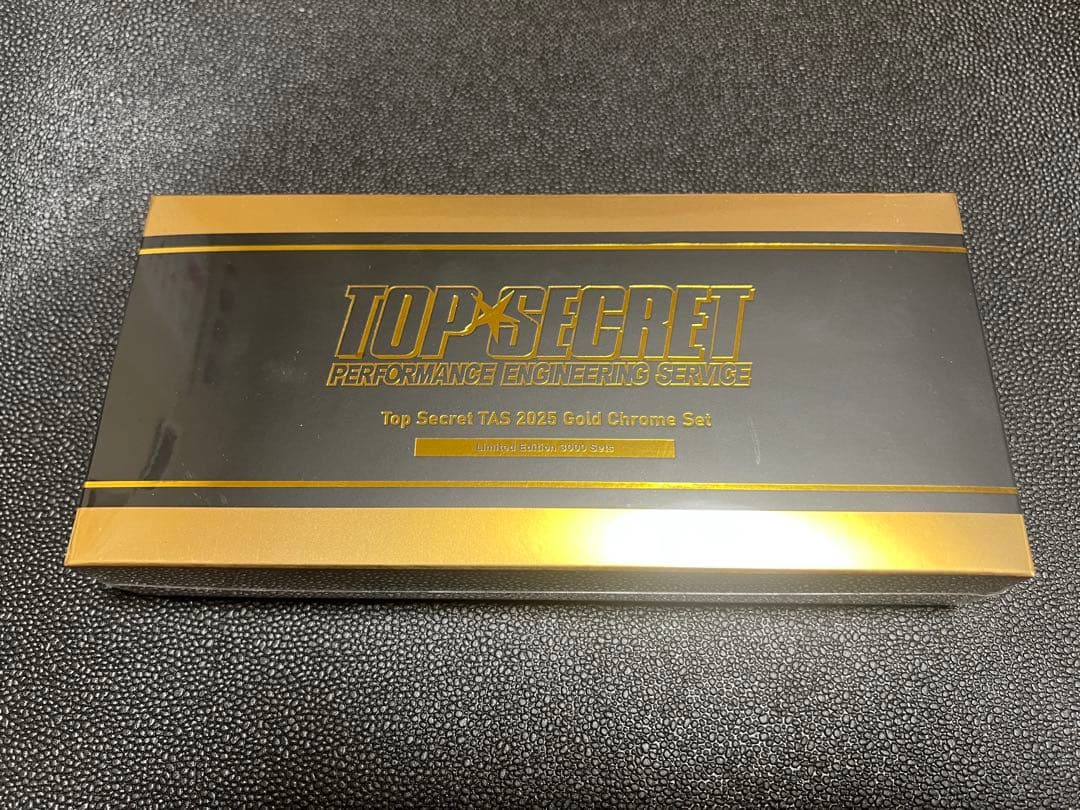 TOP SECRET
PERFORMANCE ENGINEERING SERVICE
Top Secret TAS 2025 Gold Chrome Set
Limited Edition 3000 Sets